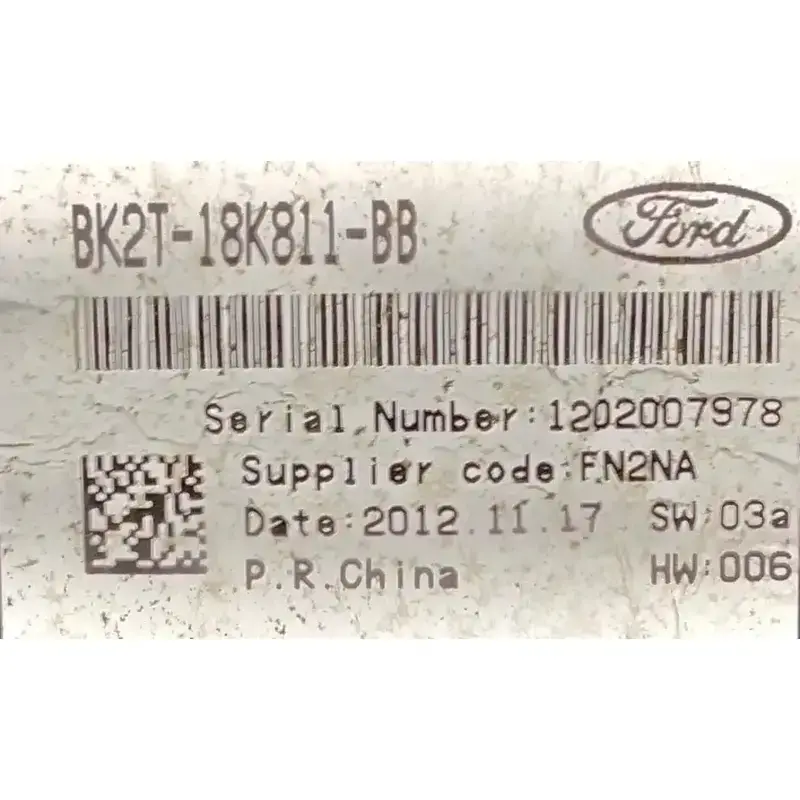 BK2T-18K811-BB
Ford
Serial Number:1202007978
Supplier code:FN2NA
Date:2012.11.17 SW:03a
P.R.China HW:006